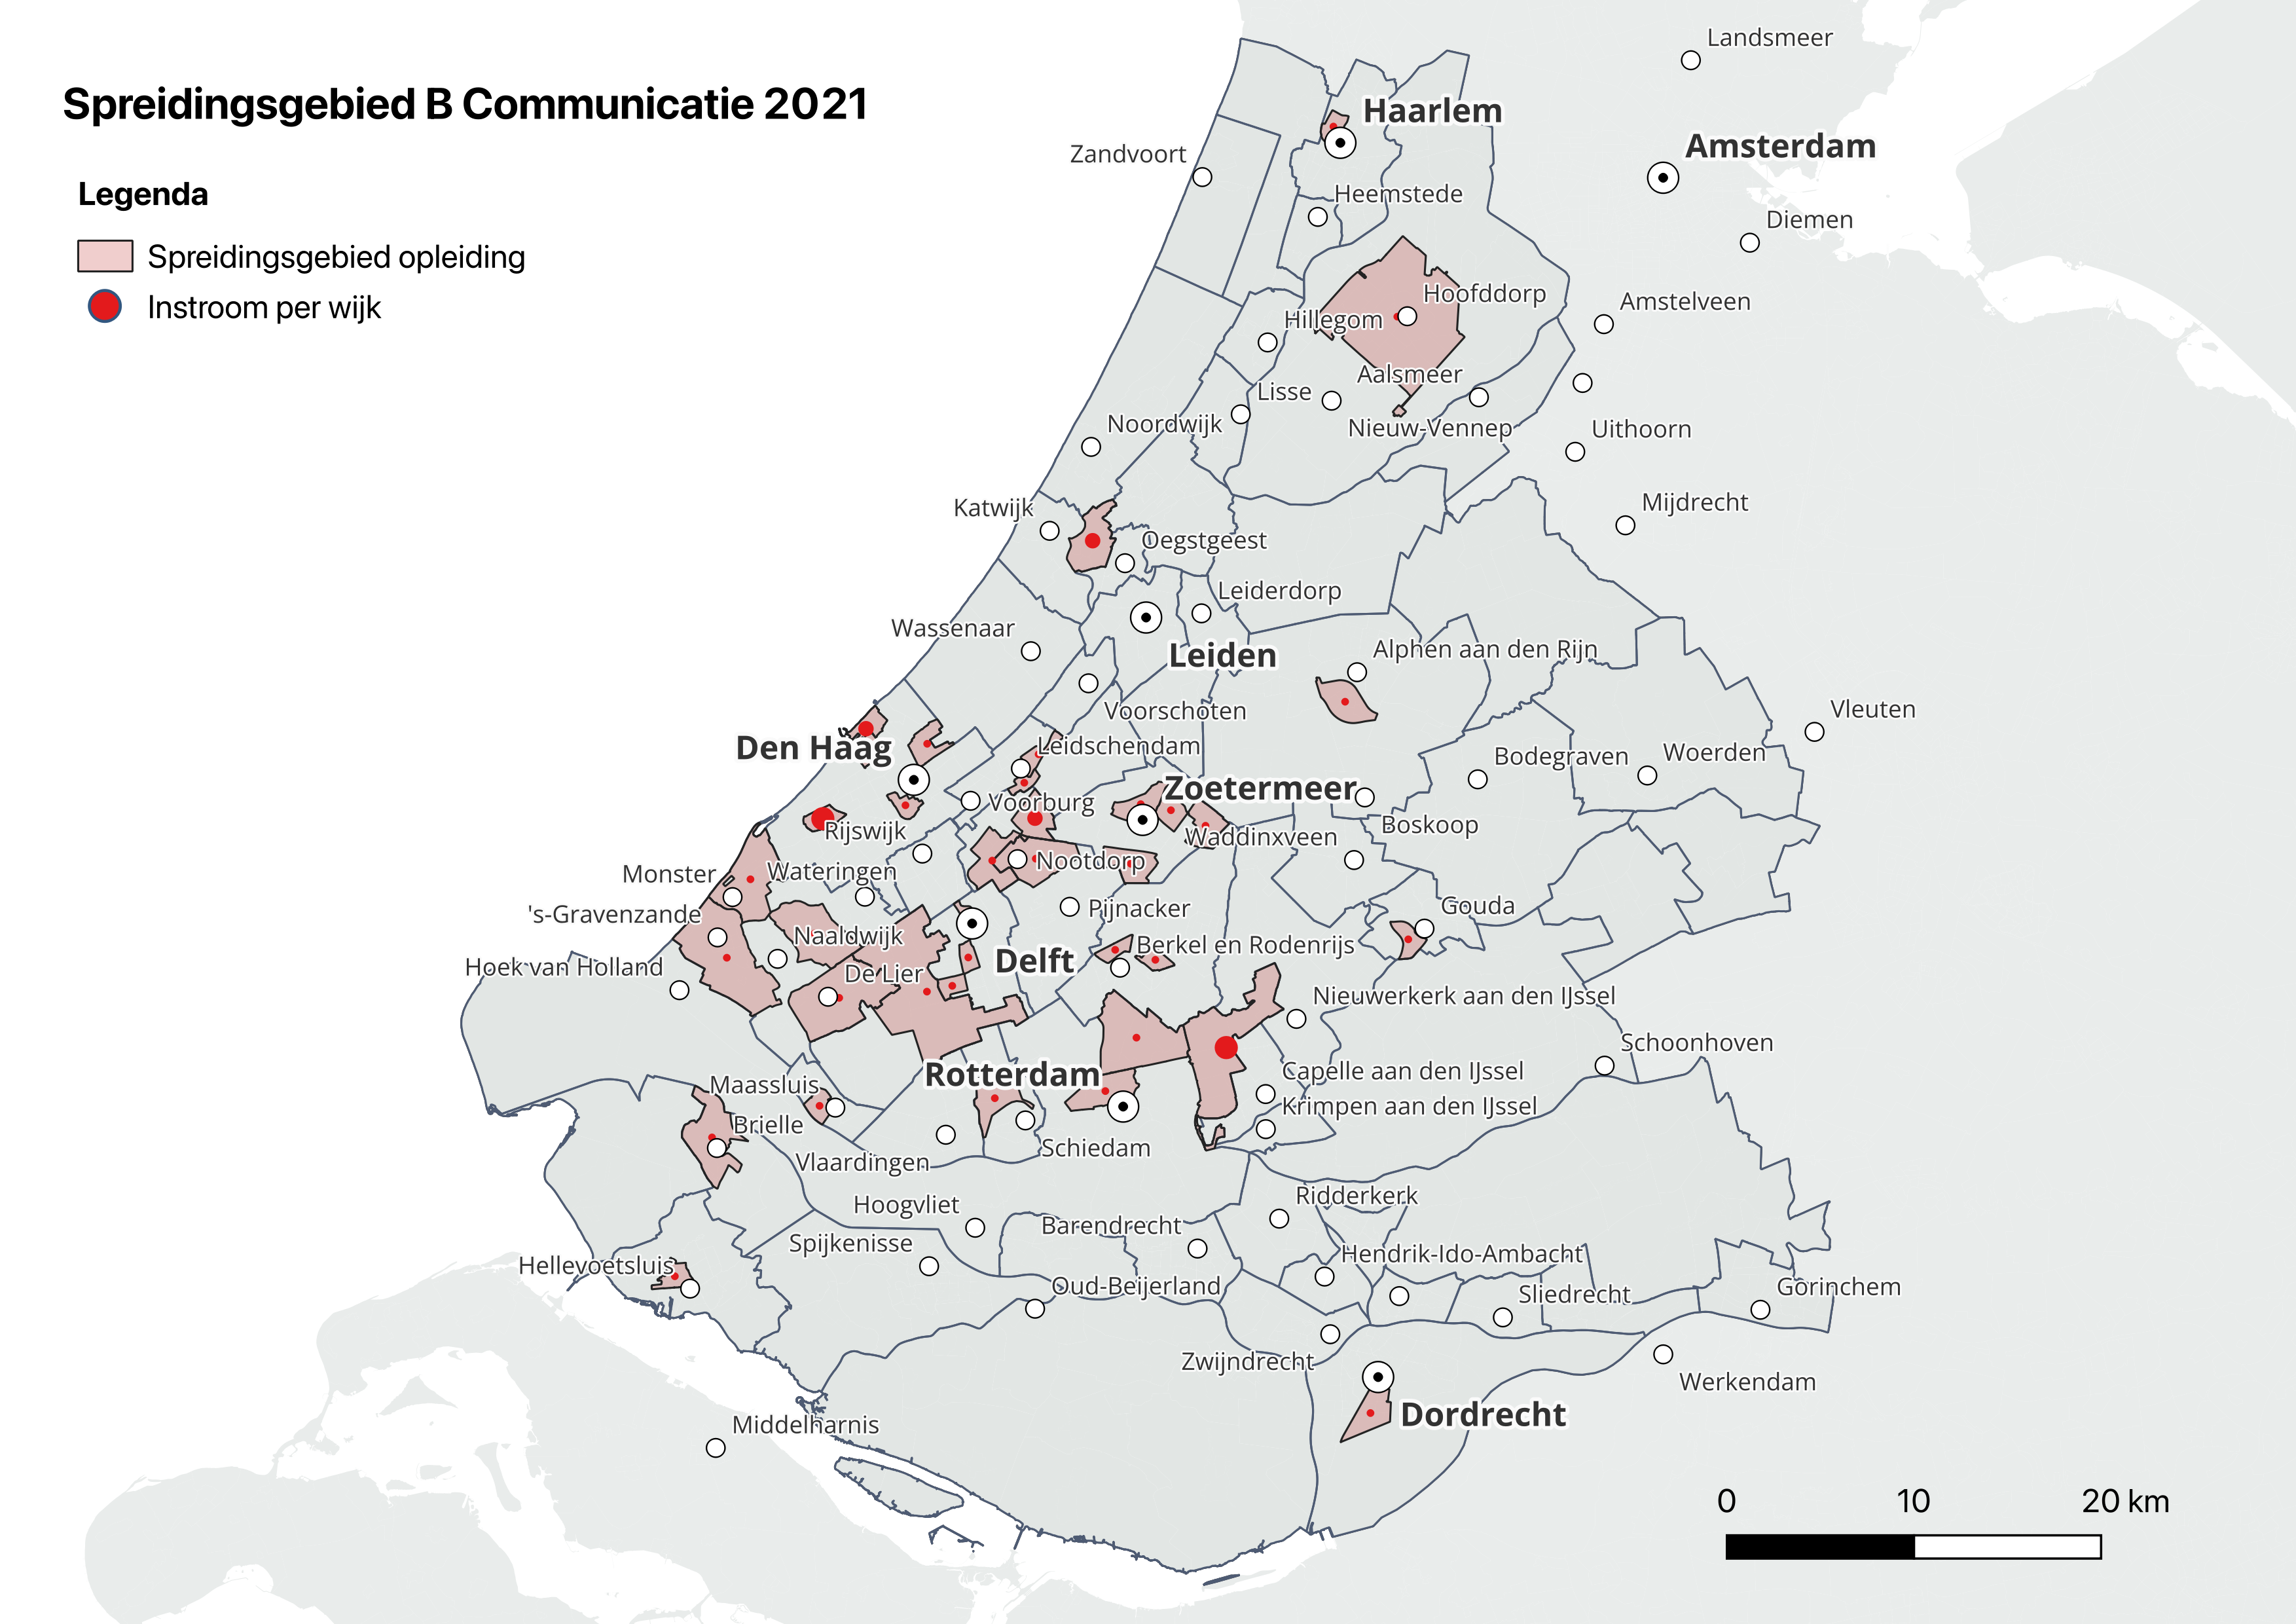 Spreidingsgebied B Communicatie 2021
Legenda
Spreidingsgebied opleiding
Instroom per wijk
Landsmeer
Haarlem
Amsterdam
Zandvoort
Heemstede
Diemen
Hoofddorp
Amstelveen
Hillegom
Aalsmeer
Lisse
Noordwijk
Nieuw-Vennep
Uithoorn
Katwijk
Mijdrecht
Oegstgeest
Leiderdorp
Wassenaar
Leiden
Alphen aan den Rijn
Voorschoten
Vleuten
Den Haag
Leidschendam
Bodegraven
Woerden
Zoetermeer
Voorburg
Rijswijk
Waddinxveen
Boskoop
Nootdorp
Monster
Wateringen
's-Gravenzande
Pijnacker
Gouda
Naaldwijk
Berkel en Rodenrijs
Hoek van Holland
De Lier
Delft
Nieuwerkerk aan den IJssel
Schoonhoven
Rotterdam
Maassluis
Capelle aan den IJssel
Krimpen aan den IJssel
Brielle
Schiedam
Vlaardingen
Ridderkerk
Hoogvliet
Barendrecht
Spijkenisse
Hendrik-Ido-Ambacht
Hellevoetsluis
Oud-Beijerland
Sliedrecht
Gorinchem
Zwijndrecht
Werkendam
Dordrecht
Middelharnis
0 10 20 km